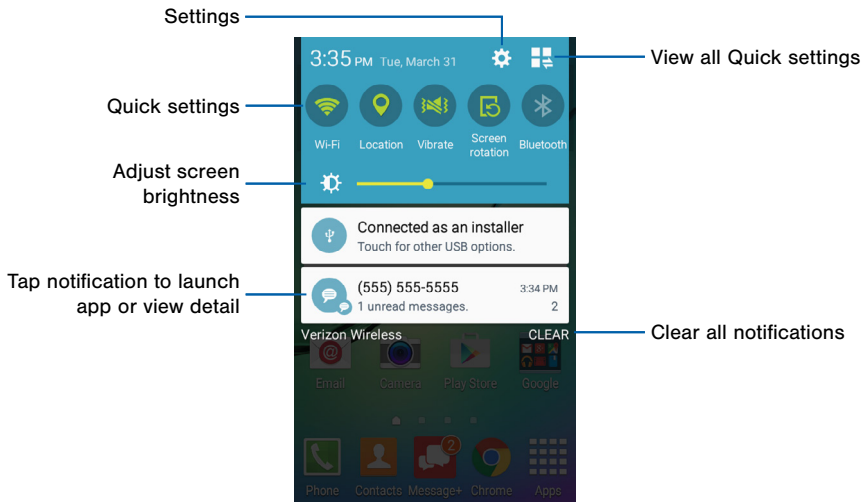 Settings
3:35 PM Tue, March 31
View all Quick settings
Quick settings
Wi-Fi
Location
Vibrate
Screen
rotation
Bluetooth
Adjust screen
brightness
Connected as an installer
Touch for other USB options.
Tap notification to launch
app or view detail
(555) 555-5555
3:34 PM
1 unread messages.
2
Verizon Wireless
CLEAR
Clear all notifications
Email
Camera
Play Store
Google
2
Phone
Contacts
Message+
Chrome
Apps